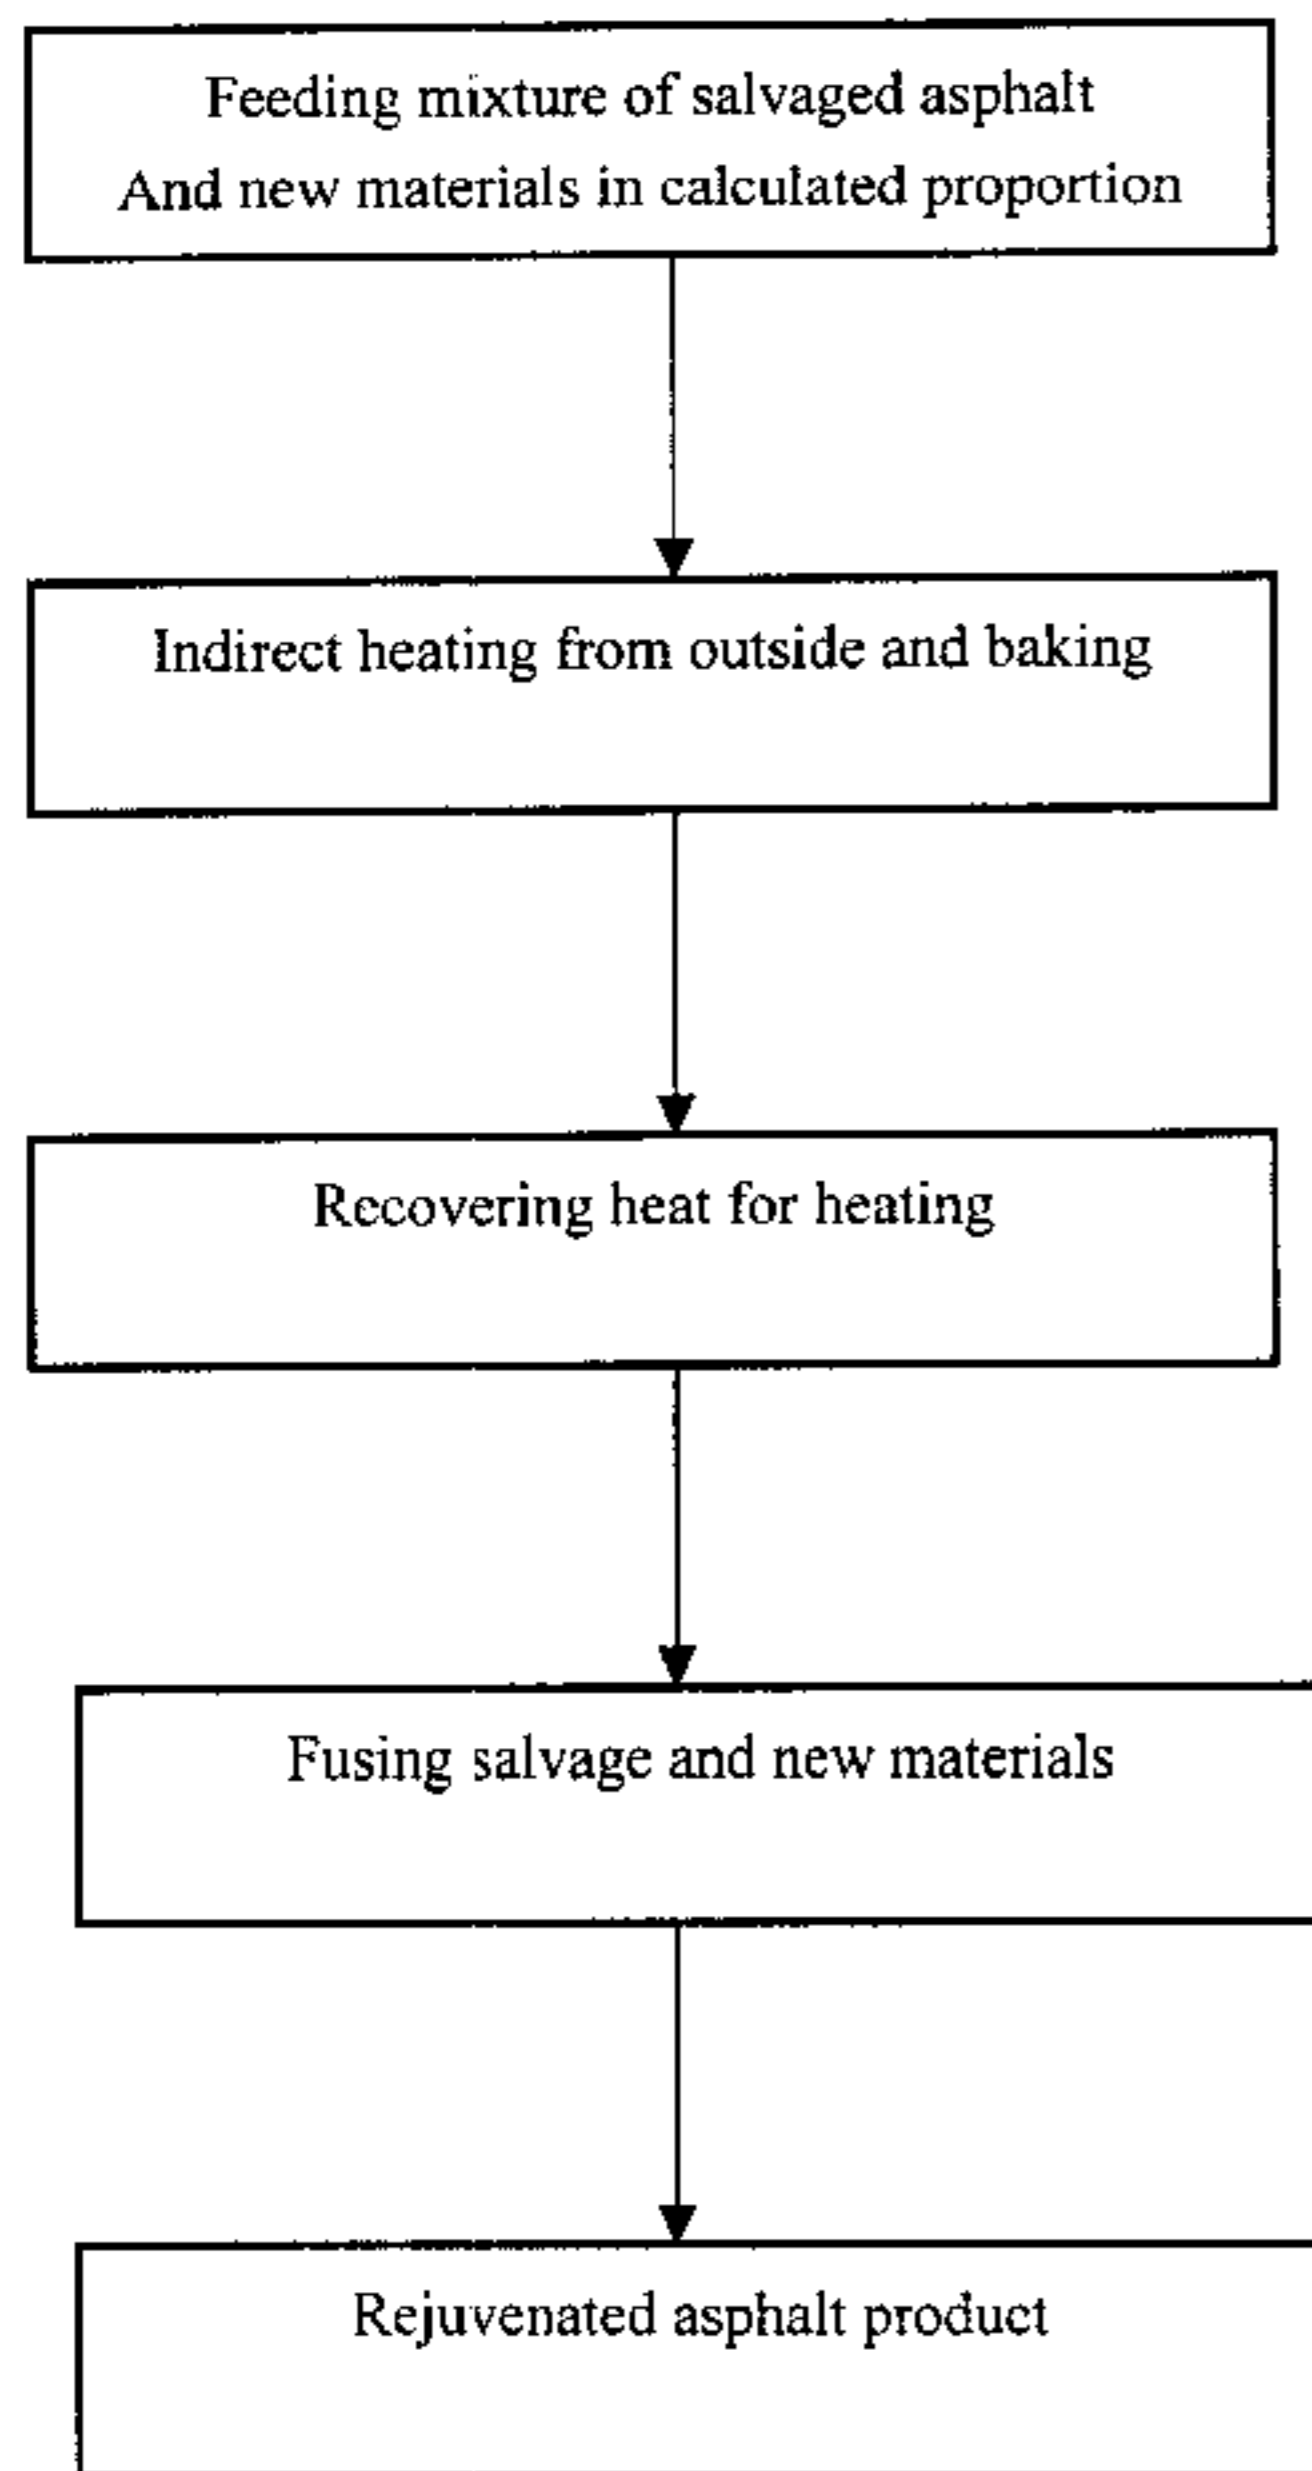 Feeding mixture of salvaged asphalt
And new materials in calculated proportion
Indirect heating from outside and baking
Recovering heat for heating
Fusing salvage and new materials
Rejuvenated asphalt product